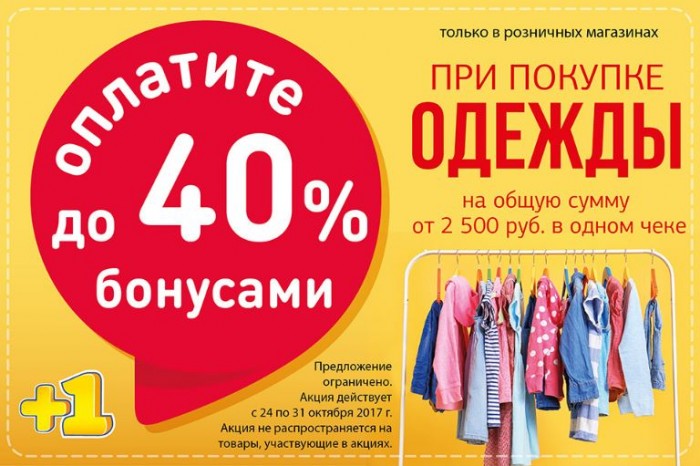 оплатите
до 40%
бонусами
только в розничных магазинах
ПРИ ПОКУПКЕ
ОДЕЖДЫ
на общую сумму
от 2 500 руб. в одном чеке
+1
Предложение
ограничено.
Акция действует
с 24 по 31 октября 2017 г.
Акция не распространяется на
товары, участвующие в акциях.